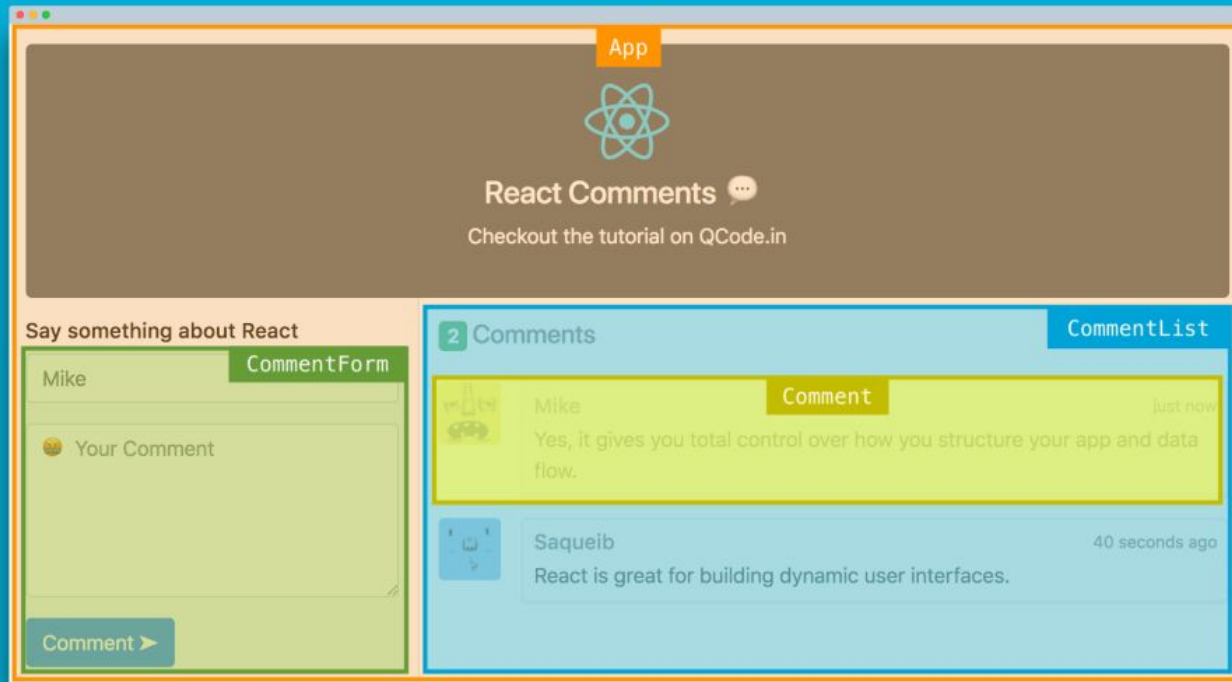 App
React Comments 💬
Checkout the tutorial on QCode.in
Say something about React
CommentForm
Mike
Your Comment
Comment ➤
2 Comments
CommentList
Comment
Mike
just now
Yes, it gives you total control over how you structure your app and data
flow.
Saqueib
40 seconds ago
React is great for building dynamic user interfaces.